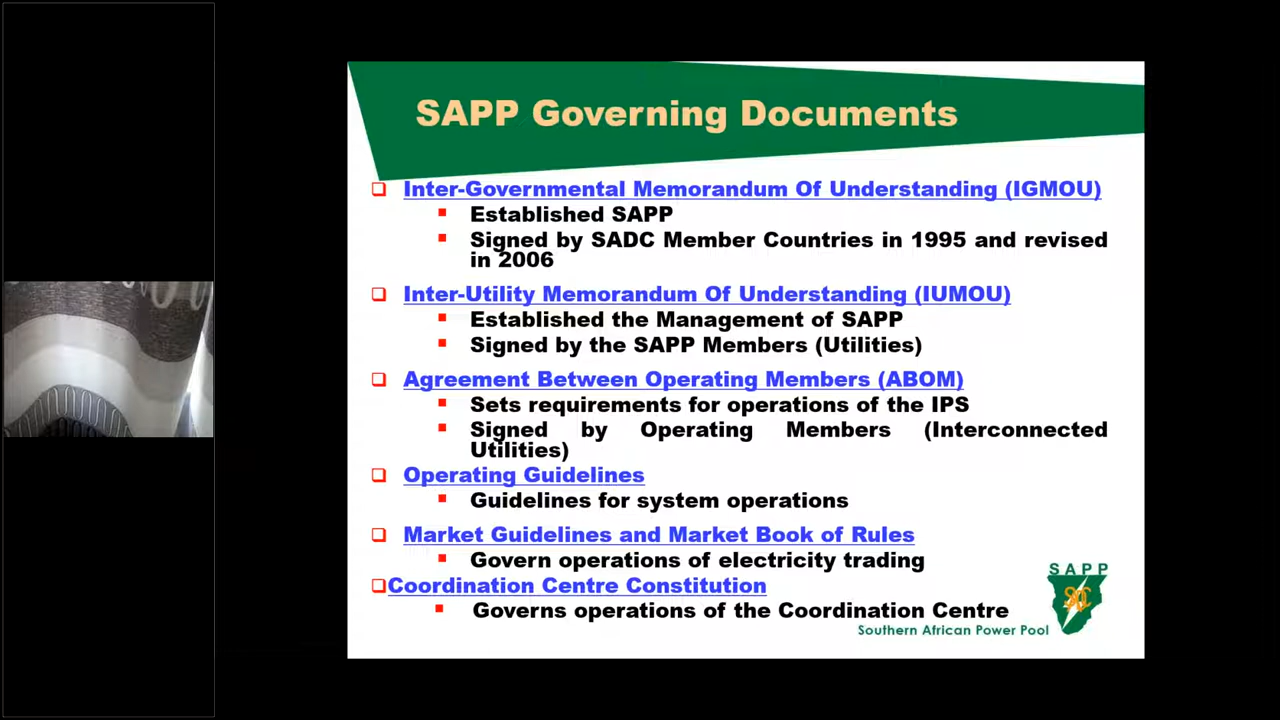 SAPP Governing Documents
Inter-Governmental Memorandum Of Understanding (IGMOU)
Established SAPP
Signed by SADC Member Countries in 1995 and revised
in 2006
Inter-Utility Memorandum Of Understanding (IUMOU)
Established the Management of SAPP
Signed by the SAPP Members (Utilities)
Agreement Between Operating Members (ABOM)
Sets requirements for operations of the IPS
Signed by Operating Members (Interconnected
Utilities)
Operating Guidelines
Guidelines for system operations
Market Guidelines and Market Book of Rules
Govern operations of electricity trading
Coordination Centre Constitution
Governs operations of the Coordination Centre
SAPP
Southern African Power Pool